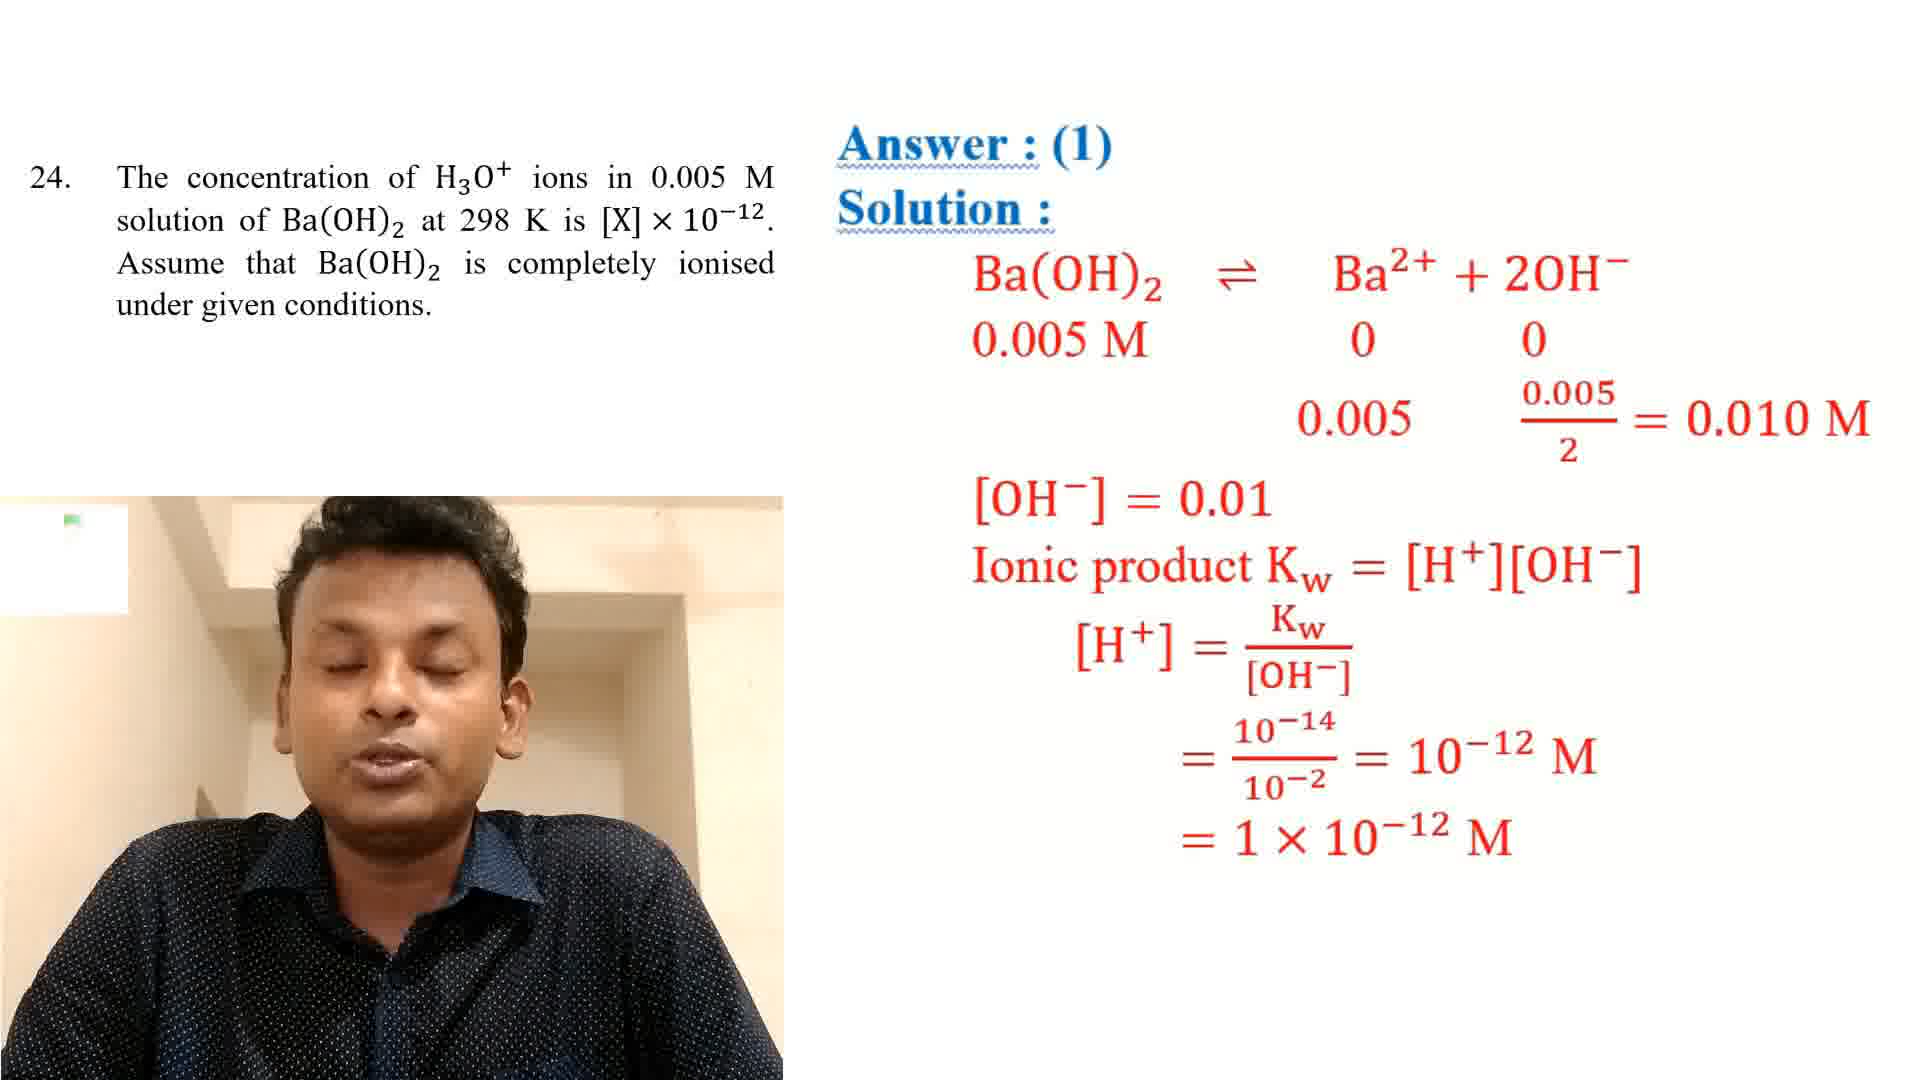 24. The concentration of H₃O⁺ ions in 0.005 M
solution of Ba(OH)₂ at 298 K is [X] × 10⁻¹².
Assume that Ba(OH)₂ is completely ionised
under given conditions.
Answer : (1)
Solution :
Ba(OH)₂ ⇌ Ba²⁺ + 2OH⁻
0.005 M 0 0
0.005 0.005/2 = 0.010 M
[OH⁻] = 0.01
Ionic product K_w = [H⁺][OH⁻]
[H⁺] = K_w/[OH⁻]
= 10⁻¹⁴/10⁻² = 10⁻¹² M
= 1 × 10⁻¹² M